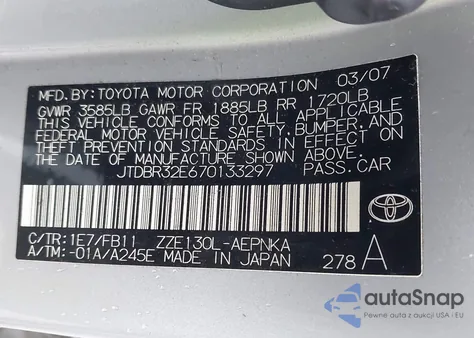 MFD. BY: TOYOTA MOTOR CORPORATION 03/07
GVWR 3585LB GAWR FR 1885LB RR 1720LB
THIS VEHICLE CONFORMS TO ALL APPLICABLE
FEDERAL MOTOR VEHICLE SAFETY, BUMPER, AND
THEFT PREVENTION STANDARDS IN EFFECT ON
THE DATE OF MANUFACTURE SHOWN ABOVE.
JTDBR32E670133297 PASS. CAR
C/TR: 1E7/FB11 ZZE130L-AEPNKA
A/TM: -01A/A245E MADE IN JAPAN 278 A
autoSnap
Pewne auta z aukcji USA i EU